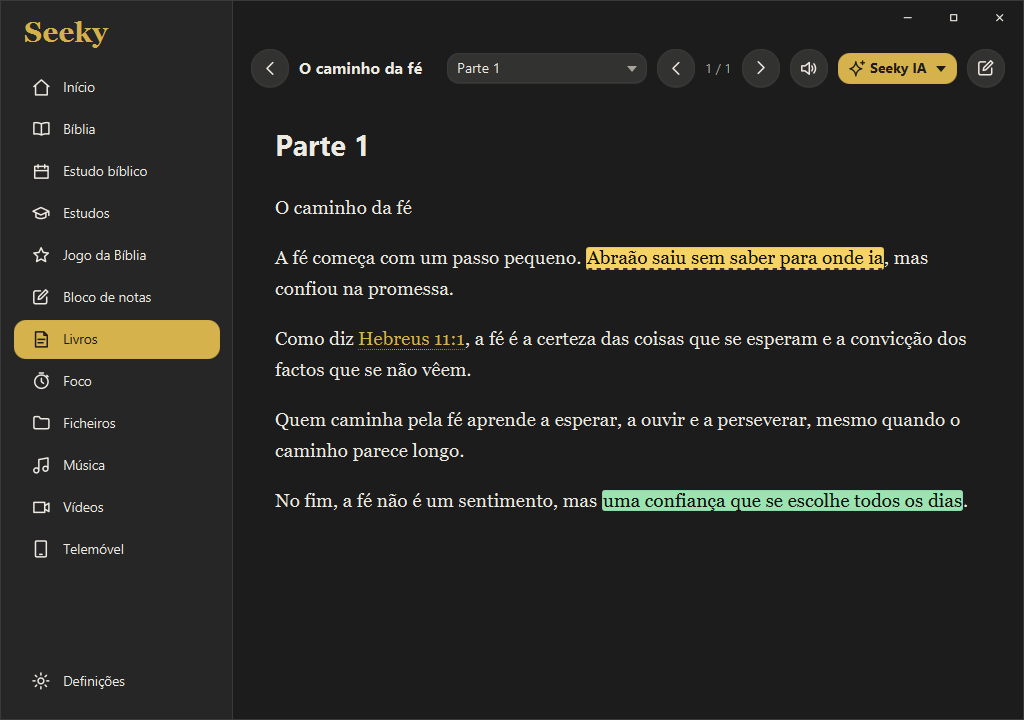 Seeky
Início
Bíblia
Estudo bíblico
Estudos
Jogo da Bíblia
Bloco de notas
Livros
Foco
Ficheiros
Música
Vídeos
Telemóvel
Definições
O caminho da fé
Parte 1
1 / 1
Seeky IA
Parte 1
O caminho da fé
A fé começa com um passo pequeno. Abraão saiu sem saber para onde ia, mas
confiou na promessa.
Como diz Hebreus 11:1, a fé é a certeza das coisas que se esperam e a convicção dos
factos que se não vêem.
Quem caminha pela fé aprende a esperar, a ouvir e a perseverar, mesmo quando o
caminho parece longo.
No fim, a fé não é um sentimento, mas uma confiança que se escolhe todos os dias.